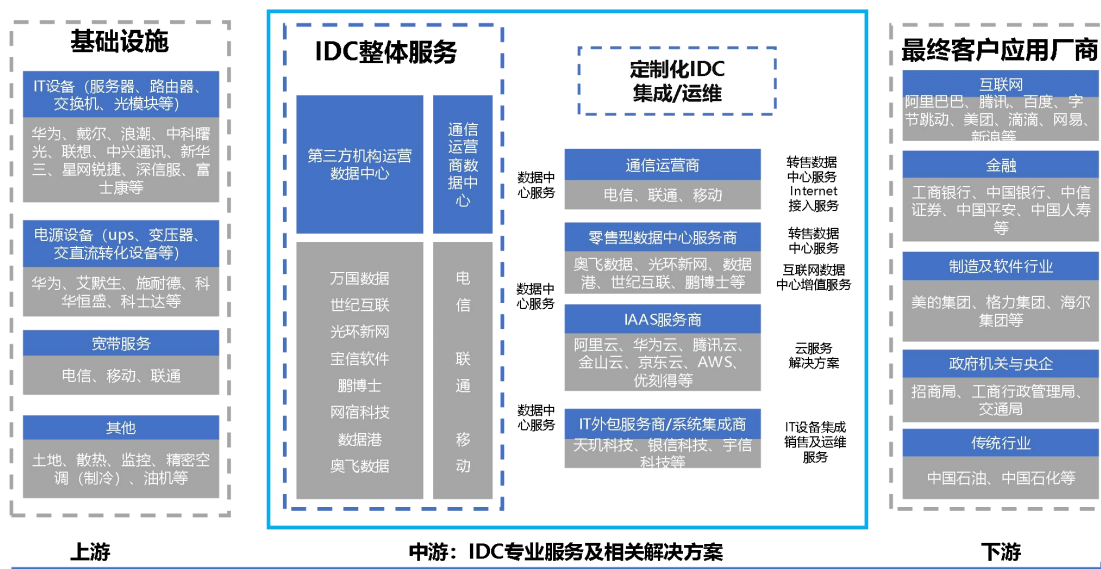 基础设施
IT设备（服务器、路由器、
交换机、光模块等）
华为、戴尔、浪潮、中科曙
光、联想、中兴通讯、新华
三、星网锐捷、深信服、富
士康等
电源设备（ups、变压器、
交直流转化设备等）
华为、艾默生、施耐德、科
华恒盛、科士达等
宽带服务
电信、移动、联通
其他
土地、散热、监控、精密空
调（制冷）、油机等
上游
IDC整体服务
第三方机构运营
数据中心
通信
运营
商数
据中
心
万国数据
世纪互联
光环新网
宝信软件
鹏博士
网宿科技
数据港
奥飞数据
电
信
联
通
移
动
定制化IDC
集成/运维
数据中
心服务
通信运营商
电信、联通、移动
转售数据
中心服务
Internet
接入服务
数据中
心服务
零售型数据中心服务商
奥飞数据、光环新网、数据
港、世纪互联、鹏博士等
转售数据
中心服务
互联网数据
中心增值服务
IAAS服务商
阿里云、华为云、腾讯云、
金山云、京东云、AWS、
优刻得等
云服务
解决方案
数据中
心服务
IT外包服务商/系统集成商
天玑科技、银信科技、宇信
科技等
IT设备集成
销售及运维
服务
中游：IDC专业服务及相关解决方案
最终客户应用厂商
互联网
阿里巴巴、腾讯、百度、字
节跳动、美团、滴滴、网易、
新浪等
金融
工商银行、中国银行、中信
证券、中国平安、中国人寿
等
制造及软件行业
美的集团、格力集团、海尔
集团等
政府机关与央企
招商局、工商行政管理局、
交通局
传统行业
中国石油、中国石化等
下游